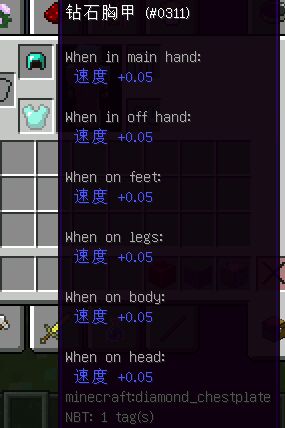 钻石胸甲 (#0311)
When in main hand:
速度 +0.05
When in off hand:
速度 +0.05
When on feet:
速度 +0.05
When on legs:
速度 +0.05
When on body:
速度 +0.05
When on head:
速度 +0.05
minecraft:diamond_chestplate
NBT: 1 tag(s)